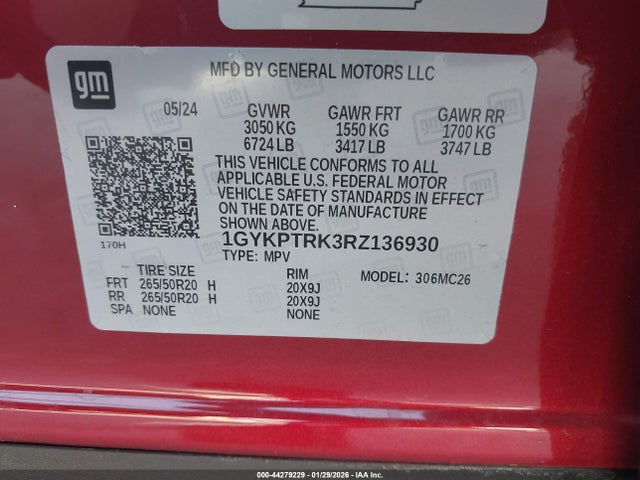 gm
MFD BY GENERAL MOTORS LLC
05/24 GVWR GAWR FRT GAWR RR
3050 KG 1550 KG 1700 KG
6724 LB 3417 LB 3747 LB
THIS VEHICLE CONFORMS TO ALL
APPLICABLE U.S. FEDERAL MOTOR
VEHICLE SAFETY STANDARDS IN EFFECT
ON THE DATE OF MANUFACTURE
SHOWN ABOVE.
170H
1GYKPTRK3RZ136930
TYPE: MPV
TIRE SIZE RIM MODEL: 306MC26
FRT 265/50R20 H 20X9J
RR 265/50R20 H 20X9J
SPA NONE NONE
000-44279229 - 01/29/2026 - IAA Inc.